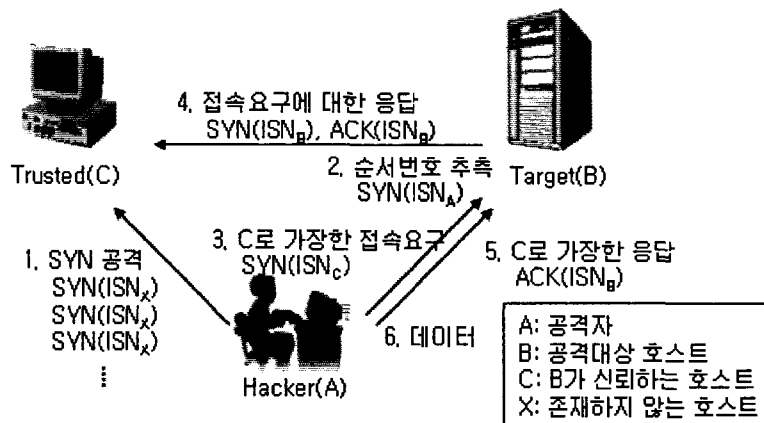 4. 접속요구에 대한 응답
SYN(ISN_B), ACK(ISN_B)
Trusted(C)
2. 순서번호 추측
SYN(ISN_A)
Target(B)
1. SYN 공격
SYN(ISN_X)
SYN(ISN_X)
SYN(ISN_X)
⋮
3. C로 가장한 접속요구
SYN(ISN_C)
5. C로 가장한 응답
ACK(ISN_B)
6. 데이터
Hacker(A)
A: 공격자
B: 공격대상 호스트
C: B가 신뢰하는 호스트
X: 존재하지 않는 호스트